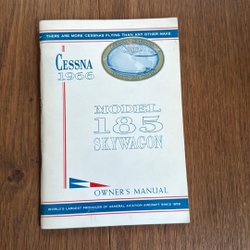 THERE ARE MORE CESSNAS FLYING THAN ANY OTHER MAKE
CESSNA
1966
MODEL
185
SKYWAGON
OWNER'S MANUAL
WORLD'S LARGEST PRODUCER OF GENERAL AVIATION AIRCRAFT SINCE 1956